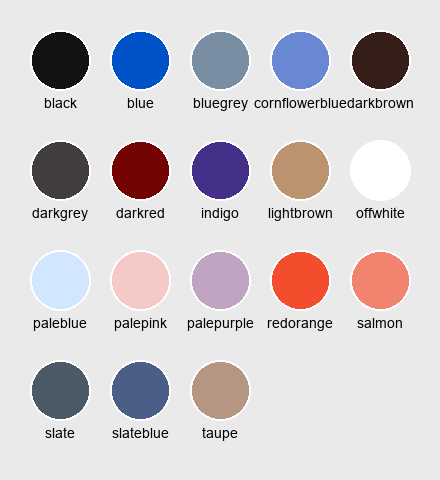 black blue bluegrey cornflowerblue darkbrown
darkgrey darkred indigo lightbrown offwhite
paleblue palepink palepurple redorange salmon
slate slateblue taupe